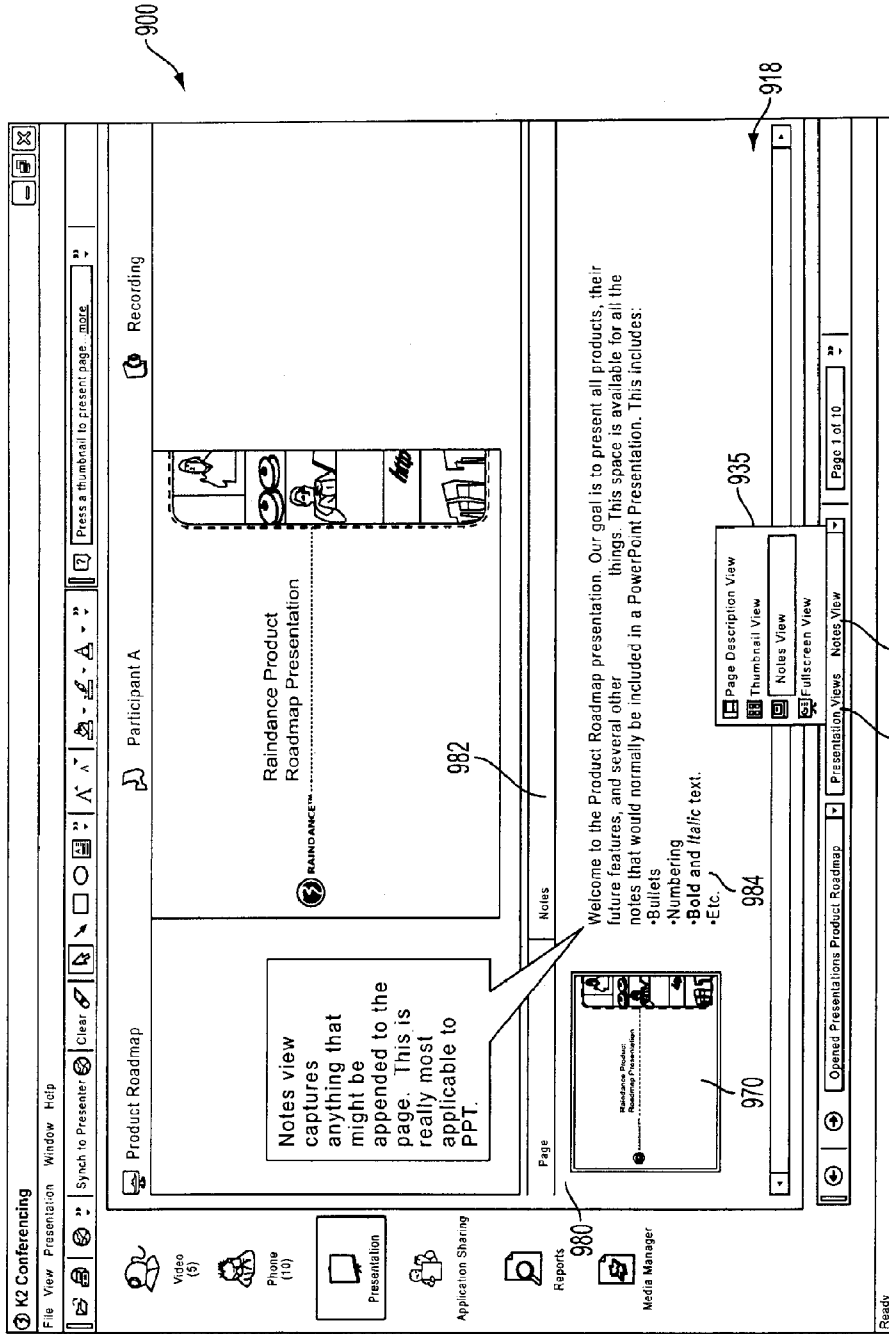 K2 Conferencing
File View Presentation Window Help
Synch to Presenter Clear
Press a thumbnail to present page. more
900
Product Roadmap
Participant A
Recording
Video
(5)
Phone
(10)
Presentation
Application Sharing
Reports
Media Manager
Notes view
captures
anything that
might be
appended to the
page. This is
really most
applicable to
PPT.
Raindance Product
Roadmap Presentation
RAINDANCE™
http
982
Page
Notes
980
Raindance Product
Roadmap Presentation
970
Welcome to the Product Roadmap presentation. Our goal is to present all products, their
future features, and several other things. This space is available for all the
notes that would normally be included in a PowerPoint Presentation. This includes:
•Bullets
•Numbering
•Bold and Italic text.
•Etc.
984
918
935
Page Description View
Thumbnail View
Notes View
Fullscreen View
Opened Presentations Product Roadmap
Presentation Views Notes View
Page 1 of 10
Ready